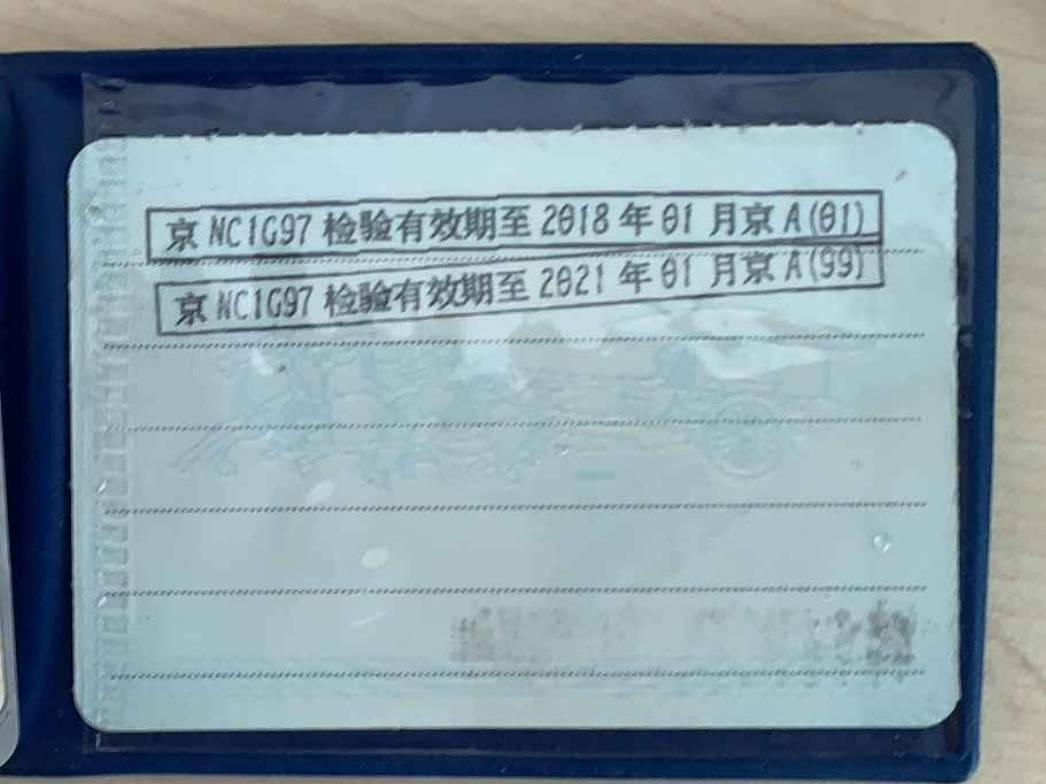 京 NC1G97 检验有效期至 2018 年 01 月京 A(01)
京 NC1G97 检验有效期至 2021 年 01 月京 A(99)